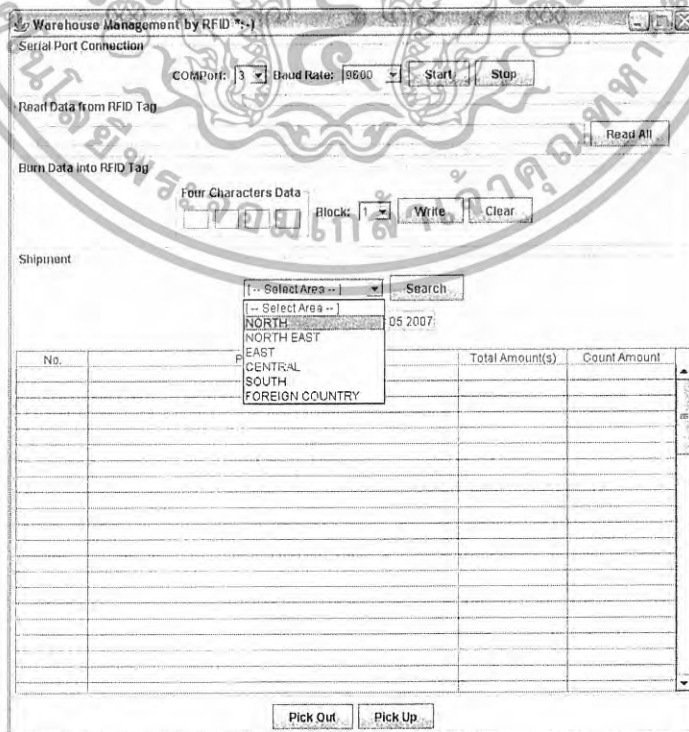 Warehouse Management by RFID *:-)
Serial Port Connection
COMPort: 3 Baud Rate: 9600 Start Stop
Read Data from RFID Tag
Read All
Burn Data into RFID Tag
Four Characters Data
Block: 1 Write Clear
Shipment
[-- Select Area --] Search
[-- Select Area --]
NORTH 05 2007
NORTH EAST
EAST
CENTRAL
SOUTH
FOREIGN COUNTRY
No. P Total Amount(s) Count Amount
Pick Out Pick Up